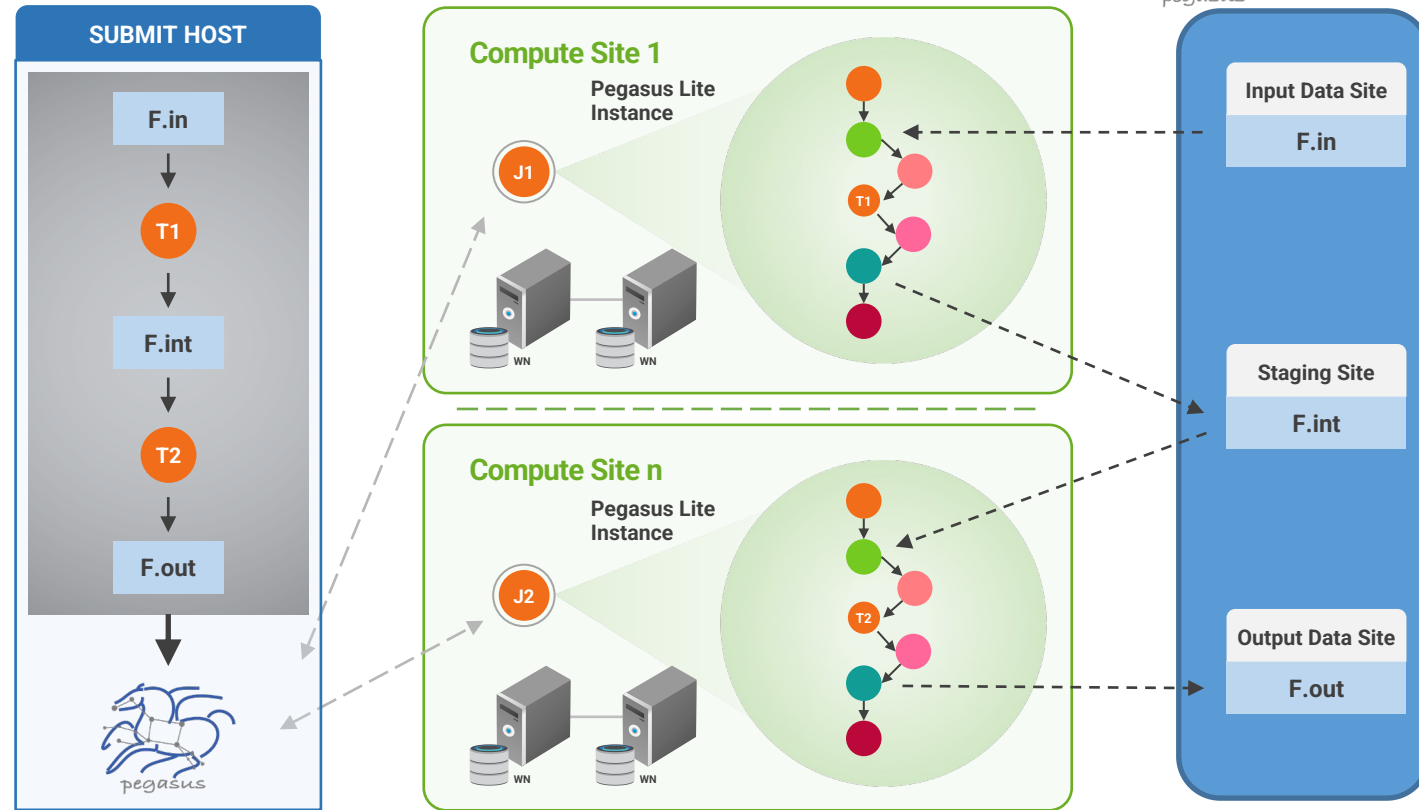 pegasus
SUBMIT HOST
F.in
T1
F.int
T2
F.out
pegasus
Compute Site 1
Pegasus Lite
Instance
J1
T1
WN
WN
Compute Site n
Pegasus Lite
Instance
J2
T2
WN
WN
Input Data Site
F.in
Staging Site
F.int
Output Data Site
F.out